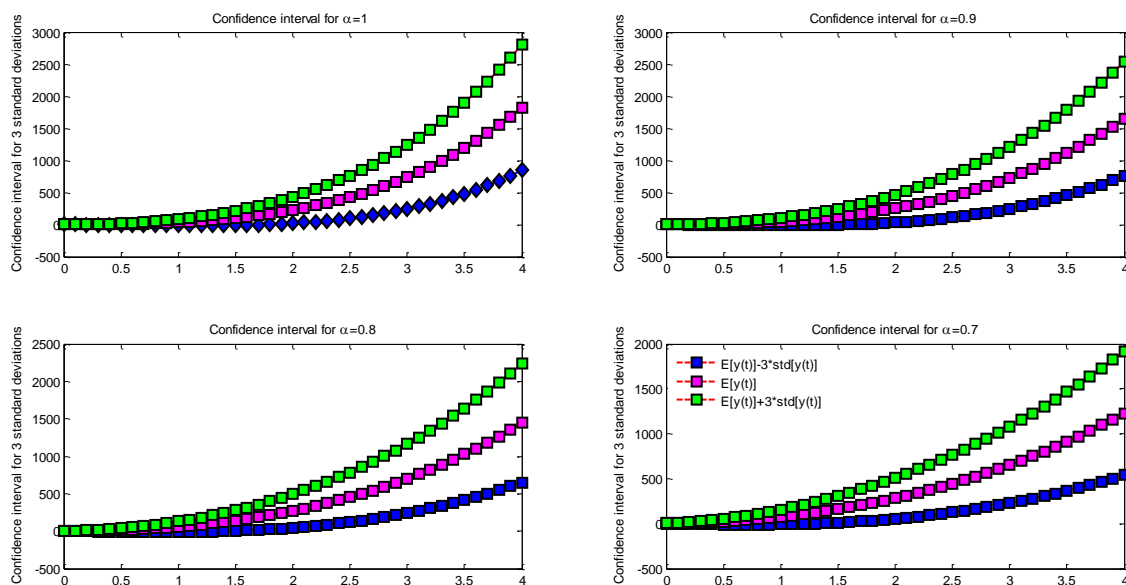 Confidence interval for α=1
Confidence interval for 3 standard deviations
3000
2500
2000
1500
1000
500
0
-500
0 0.5 1 1.5 2 2.5 3 3.5 4
Confidence interval for α=0.9
Confidence interval for 3 standard deviations
3000
2500
2000
1500
1000
500
0
-500
0 0.5 1 1.5 2 2.5 3 3.5 4
Confidence interval for α=0.8
Confidence interval for 3 standard deviations
2500
2000
1500
1000
500
0
-500
0 0.5 1 1.5 2 2.5 3 3.5 4
Confidence interval for α=0.7
Confidence interval for 3 standard deviations
2000
1500
1000
500
0
-500
0 0.5 1 1.5 2 2.5 3 3.5 4
E[y(t)]-3*std[y(t)]
E[y(t)]
E[y(t)]+3*std[y(t)]